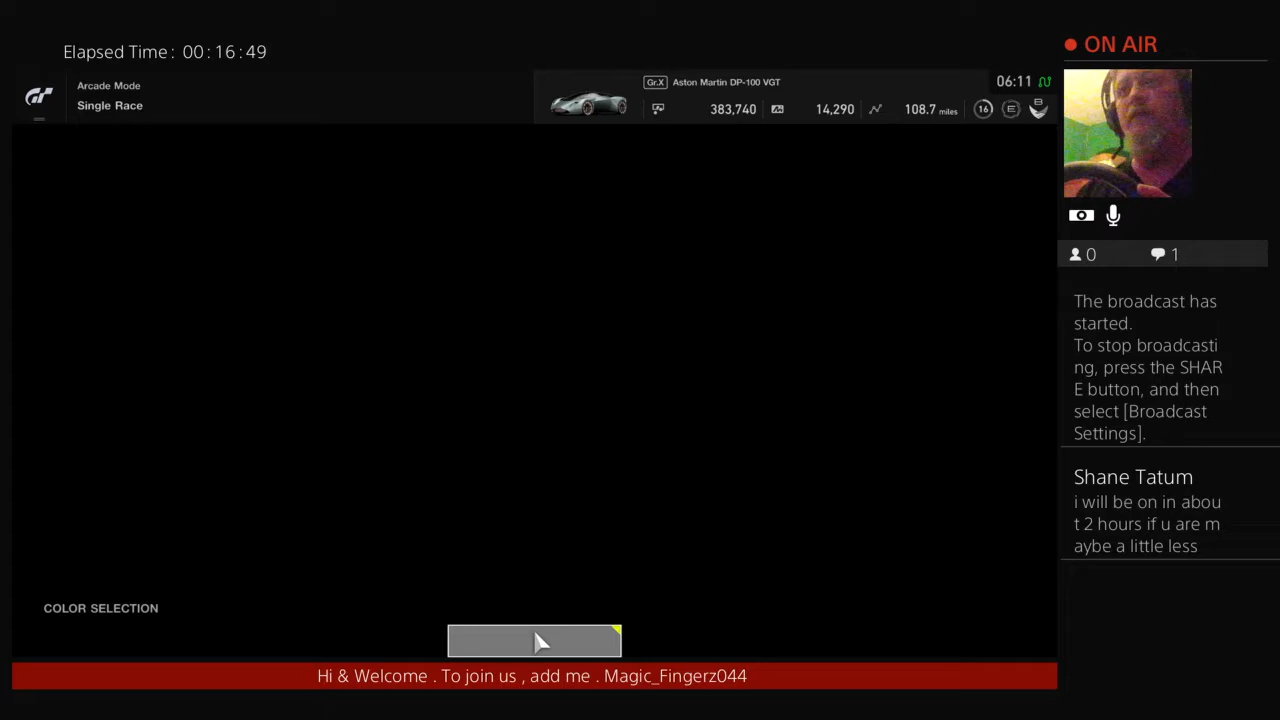 Elapsed Time: 00:16:49
ON AIR
Arcade Mode
Single Race
Gr.X Aston Martin DP-100 VGT
383,740 14,290 108.7 miles 16 E B
06:11
0 1
The broadcast has
started.
To stop broadcasti
ng, press the SHAR
E button, and then
select [Broadcast
Settings].
Shane Tatum
i will be on in abou
t 2 hours if u are m
aybe a little less
COLOR SELECTION
Hi & Welcome . To join us , add me . Magic_Fingerz044